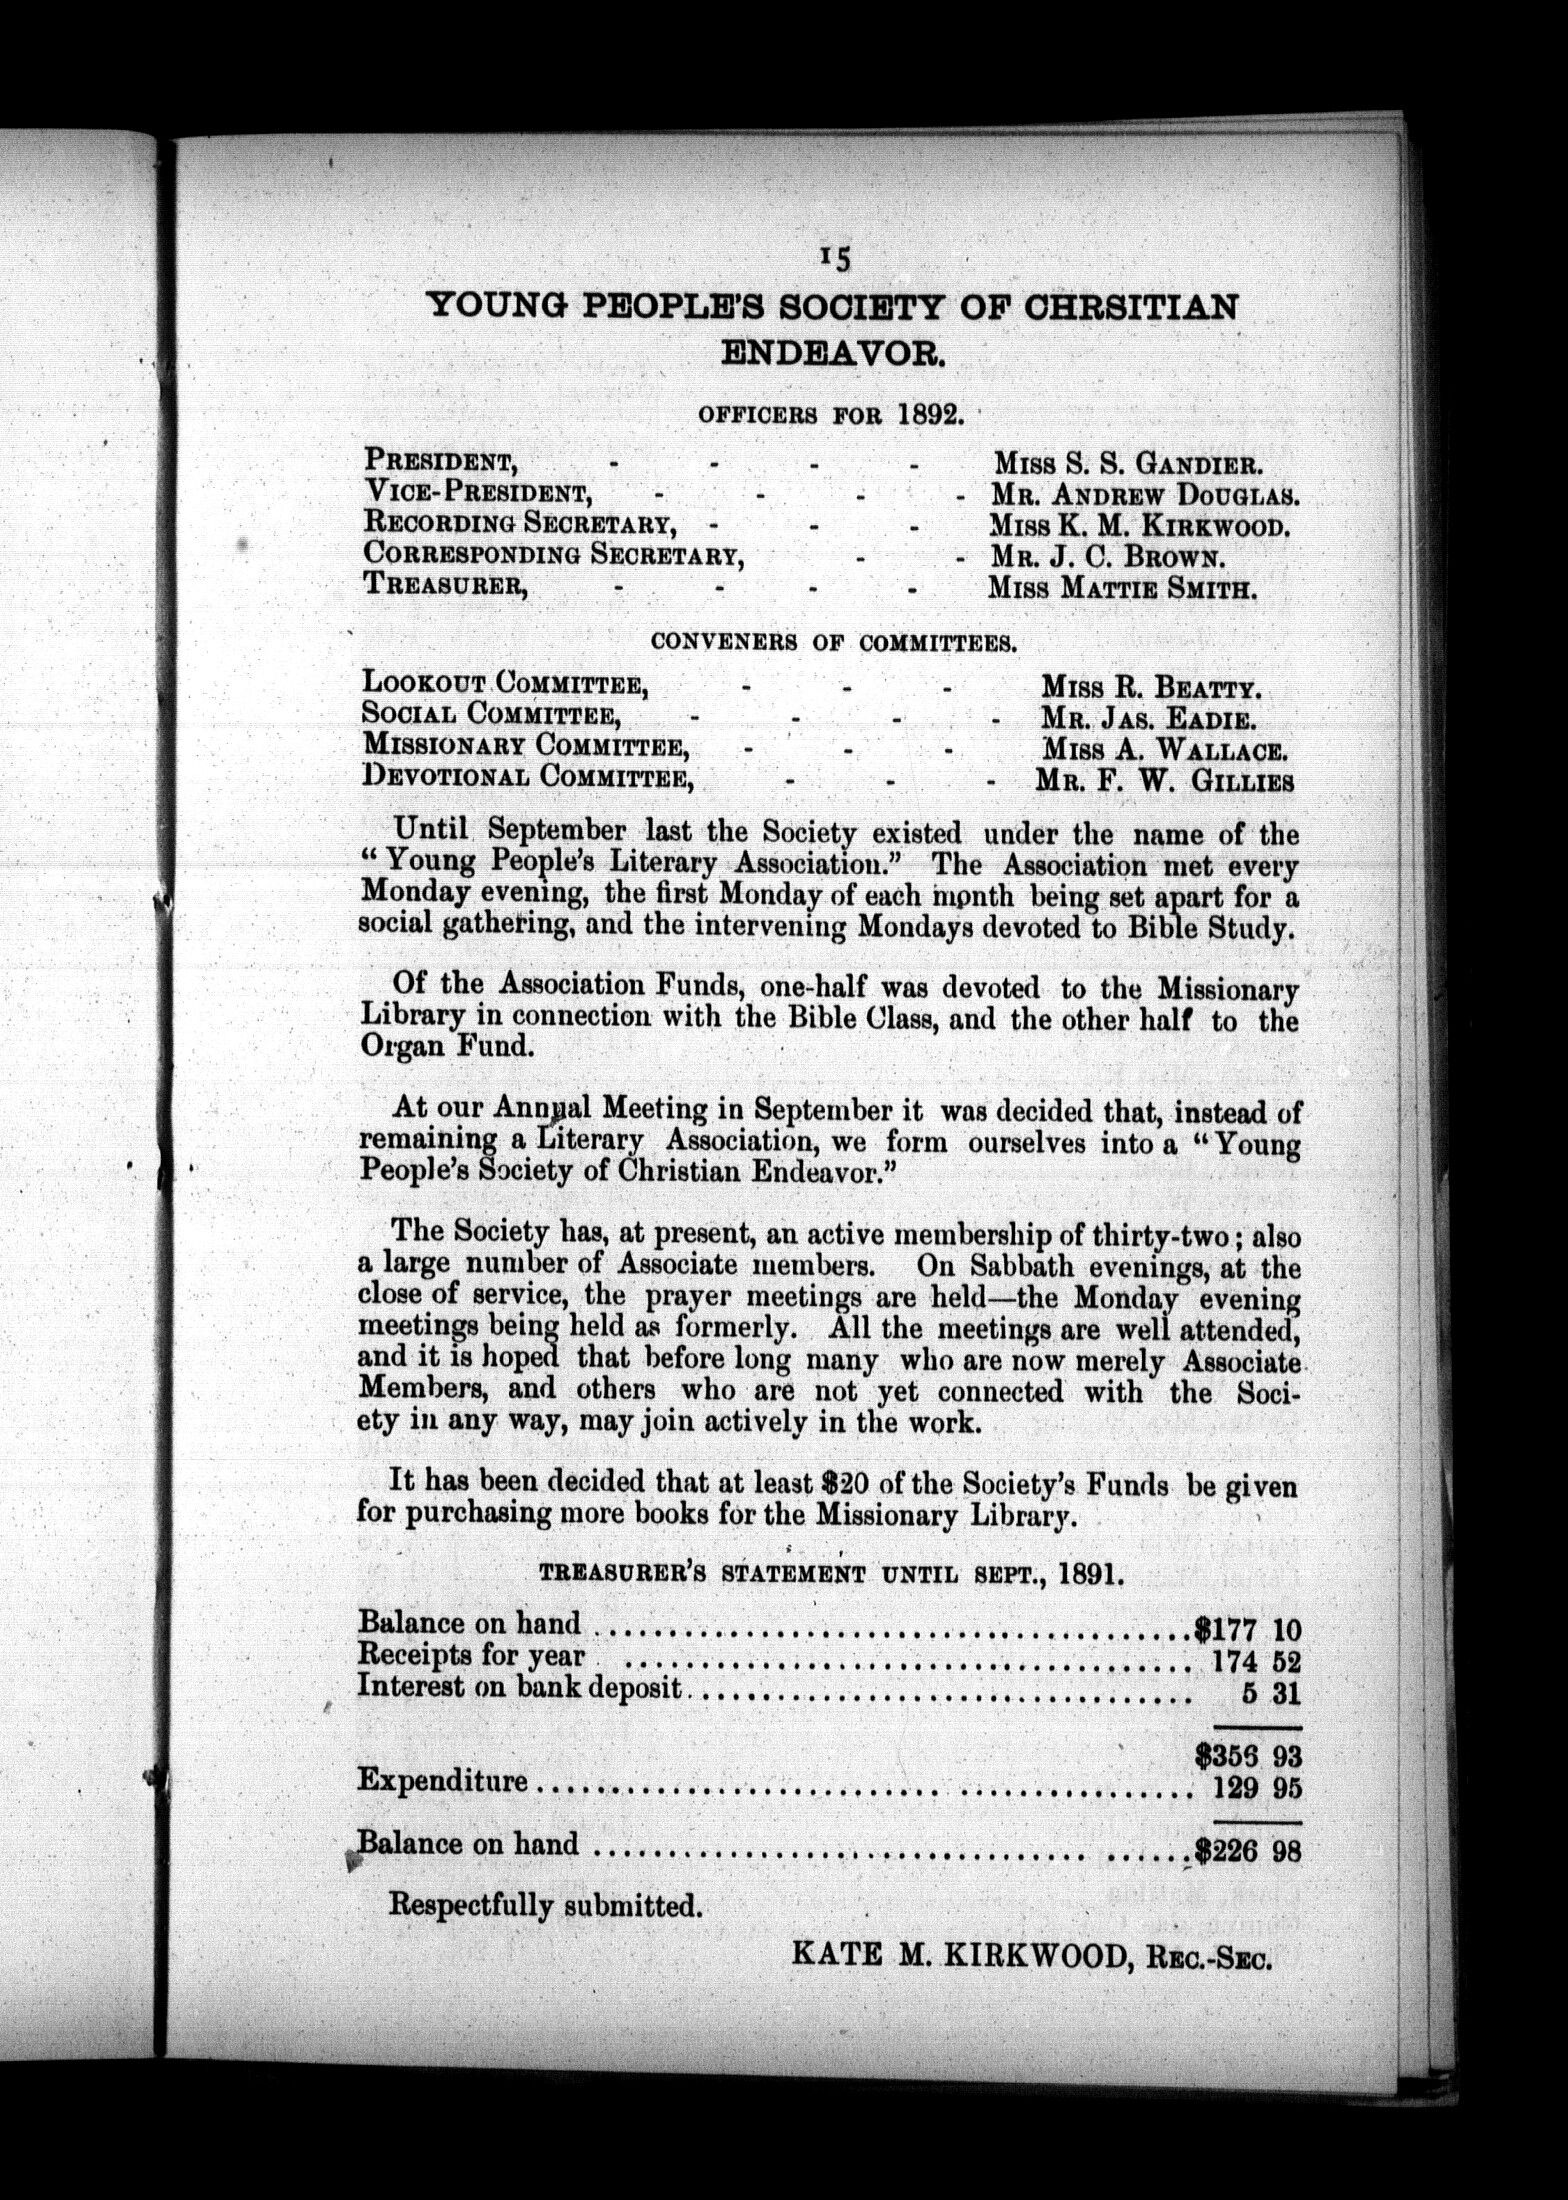 15
YOUNG PEOPLE'S SOCIETY OF CHRSITIAN
ENDEAVOR.
OFFICERS FOR 1892.
PRESIDENT, - - - - MISS S. S. GANDIER.
VICE-PRESIDENT, - - - - MR. ANDREW DOUGLAS.
RECORDING SECRETARY, - - - MISS K. M. KIRKWOOD.
CORRESPONDING SECRETARY, - - MR. J. C. BROWN.
TREASURER, - - - - MISS MATTIE SMITH.
CONVENERS OF COMMITTEES.
LOOKOUT COMMITTEE, - - - MISS R. BEATTY.
SOCIAL COMMITTEE, - - - - MR. JAS. EADIE.
MISSIONARY COMMITTEE, - - - MISS A. WALLACE.
DEVOTIONAL COMMITTEE, - - - MR. F. W. GILLIES
Until September last the Society existed under the name of the
“Young People's Literary Association.” The Association met every
Monday evening, the first Monday of each month being set apart for a
social gathering, and the intervening Mondays devoted to Bible Study.
Of the Association Funds, one-half was devoted to the Missionary
Library in connection with the Bible Class, and the other half to the
Organ Fund.
At our Annual Meeting in September it was decided that, instead of
remaining a Literary Association, we form ourselves into a “Young
People's Society of Christian Endeavor.”
The Society has, at present, an active membership of thirty-two; also
a large number of Associate members. On Sabbath evenings, at the
close of service, the prayer meetings are held—the Monday evening
meetings being held as formerly. All the meetings are well attended,
and it is hoped that before long many who are now merely Associate
Members, and others who are not yet connected with the Soci-
ety in any way, may join actively in the work.
It has been decided that at least $20 of the Society's Funds be given
for purchasing more books for the Missionary Library.
TREASURER'S STATEMENT UNTIL SEPT., 1891.
Balance on hand ........................................ $177 10
Receipts for year ...................................... 174 52
Interest on bank deposit.................................. 5 31
$356 93
Expenditure............................................ 129 95
Balance on hand ........................................ $226 98
Respectfully submitted.
KATE M. KIRKWOOD, REC.-SEC.